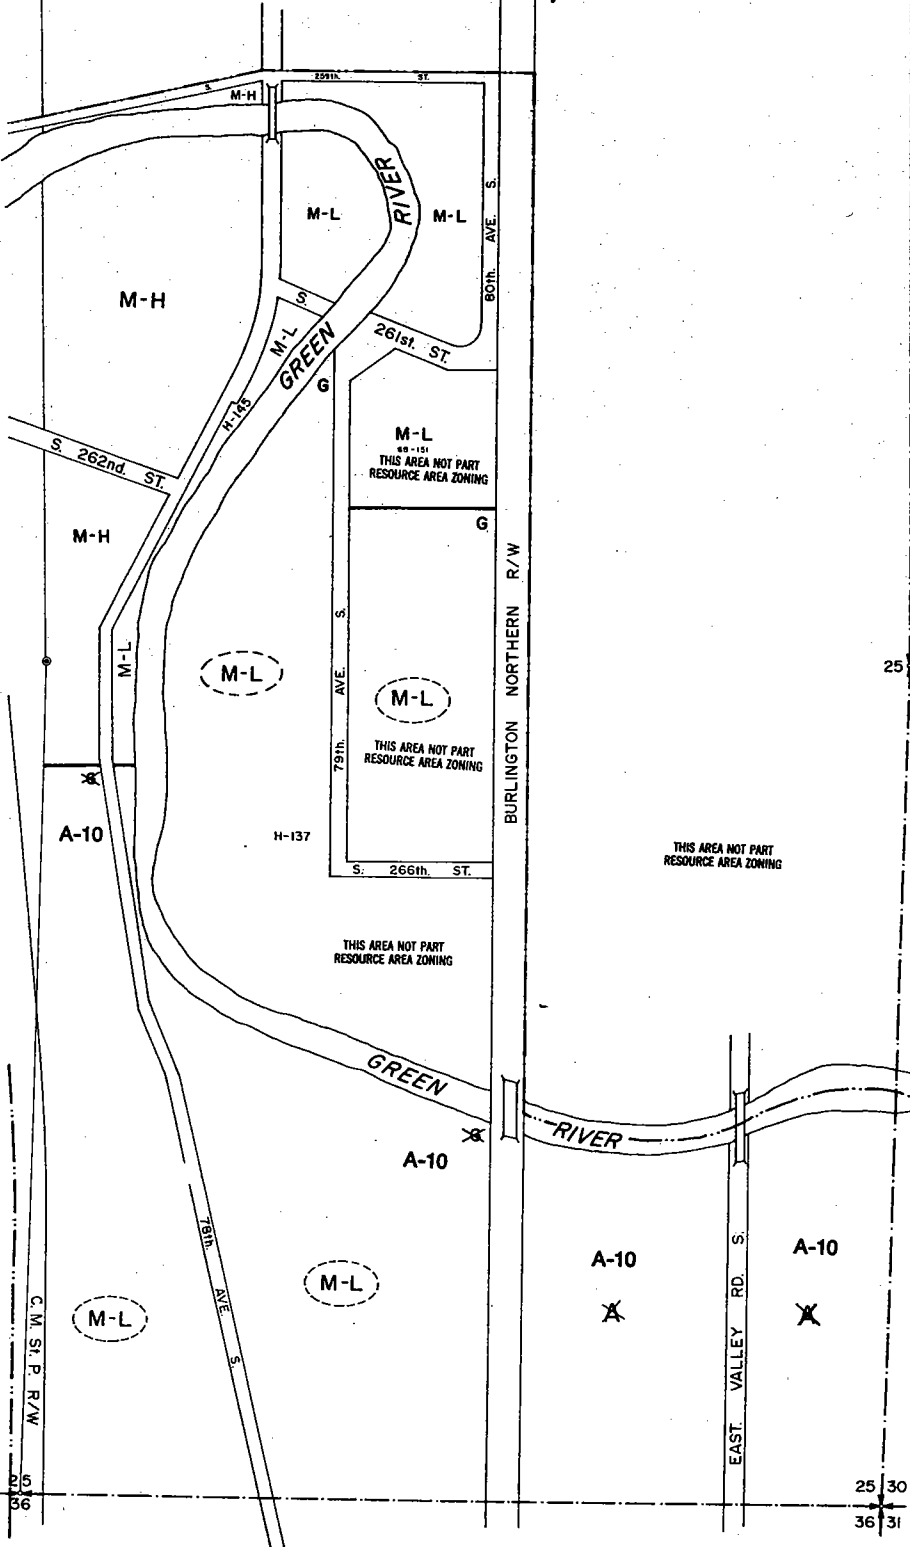 S. 259th. ST.
M-H
RIVER
M-L
M-L
80th. AVE. S.
M-H
S. 261st. ST.
M-L
GREEN
G
H-145
M-L
69-151
THIS AREA NOT PART
RESOURCE AREA ZONING
S. 262nd. ST.
G
M-H
BURLINGTON NORTHERN R/W
79th. AVE. S.
M-L
M-L
M-L
25
THIS AREA NOT PART
RESOURCE AREA ZONING
G
A-10
H-137
THIS AREA NOT PART
RESOURCE AREA ZONING
S. 266th. ST.
THIS AREA NOT PART
RESOURCE AREA ZONING
GREEN
RIVER
G
A-10
78th. AVE. S.
A-10
A-10
A
A
M-L
M-L
C. M. St. P. R/W
EAST VALLEY RD. S.
25
36
25 30
36 31